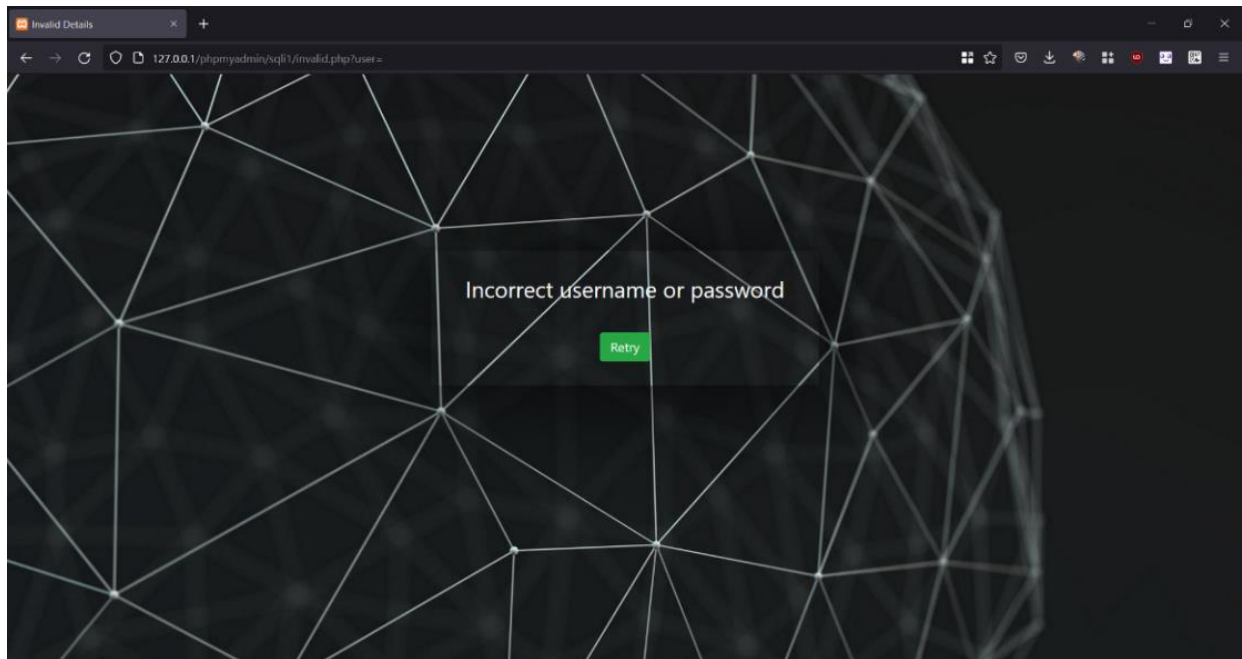 Invalid Details
127.0.0.1/phpmyadmin/sqli1/invalid.php?user=
Incorrect username or password
Retry